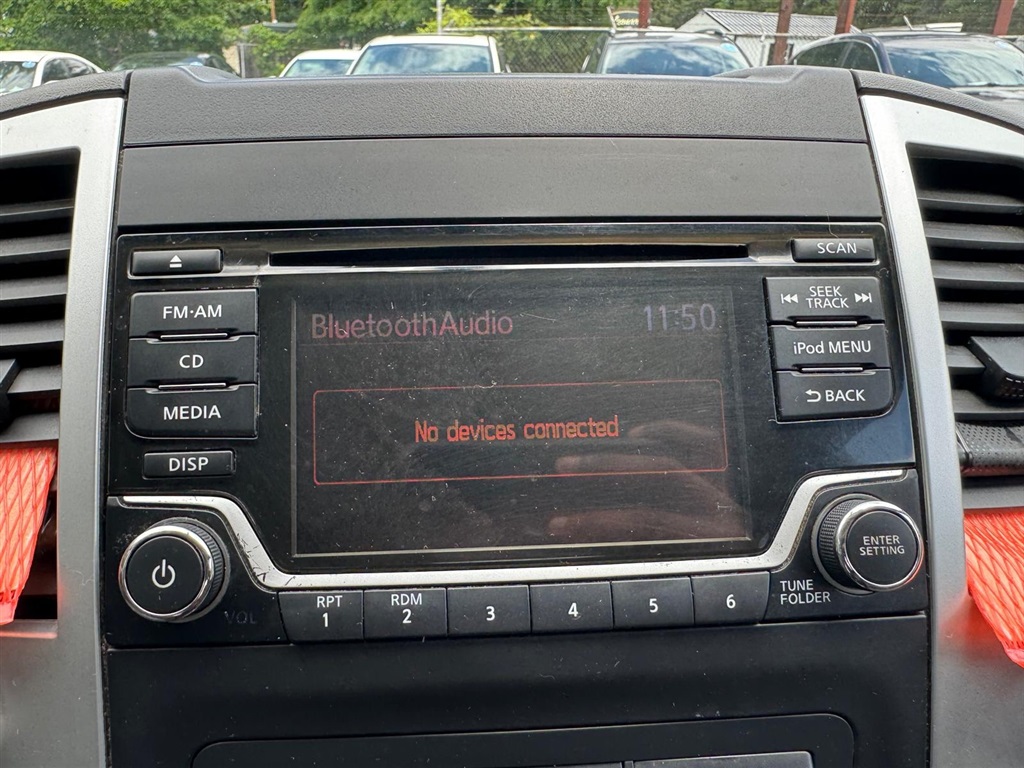 SCAN
FM·AM
CD
MEDIA
DISP
BluetoothAudio 11:50
No devices connected
SEEK
TRACK
iPod MENU
BACK
VOL
RPT
1
RDM
2
3
4
5
6
TUNE
FOLDER
ENTER
SETTING